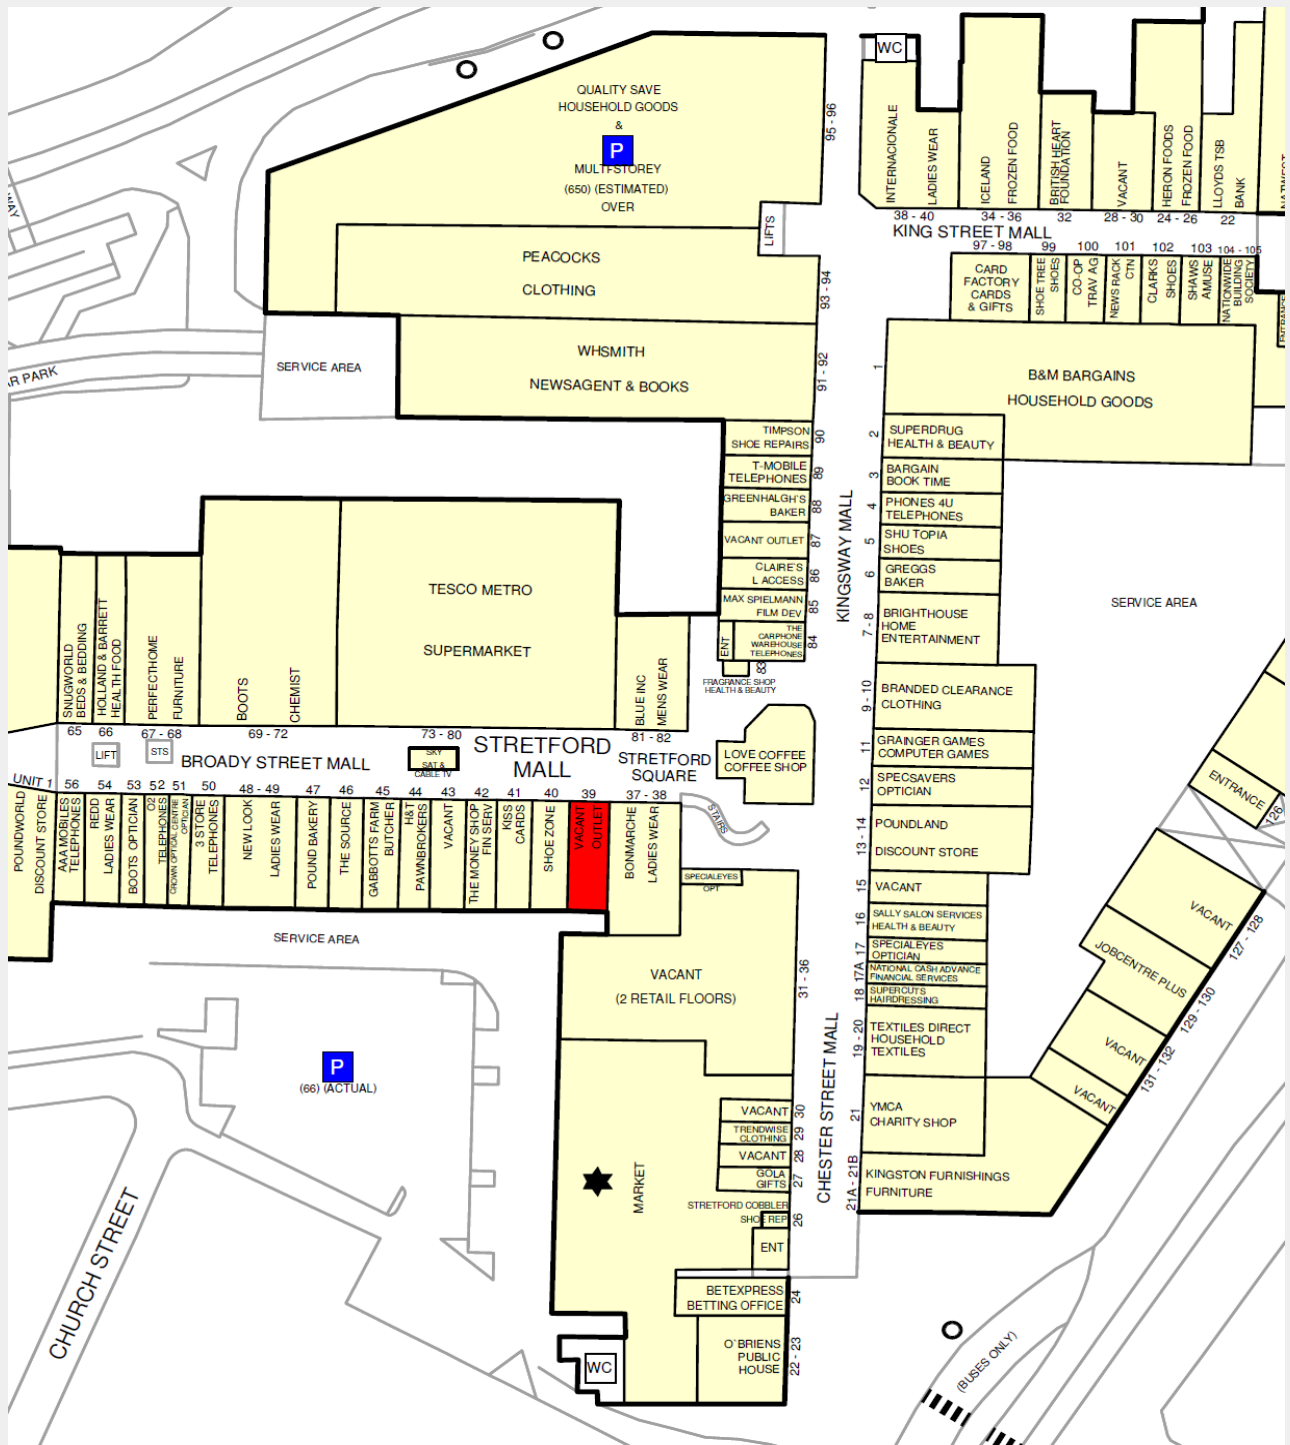 QUALITY SAVE
HOUSEHOLD GOODS
&
P
MULTI-STOREY
(650) (ESTIMATED)
OVER
95 - 96
LIFTS
PEACOCKS
CLOTHING
93 - 94
WHSMITH
NEWSAGENT & BOOKS
91 - 92
SERVICE AREA
AR PARK
WAY
WC
INTERNACIONALE
LADIES WEAR
ICELAND
FROZEN FOOD
BRITISH HEART
FOUNDATION
VACANT
HERON FOODS
FROZEN FOOD
LLOYDS TSB
BANK
NATWEST
38 - 40
34 - 36
32
28 - 30
24 - 26
22
KING STREET MALL
97 - 98
99
100
101
102
103
104 - 105
CARD
FACTORY
CARDS
& GIFTS
SHOE TREE
SHOES
CO-OP
TRAV AG
NEWS RACK
CTN
CLARKS
SHOES
SHAWS
AMUSE
NATIONWIDE
BUILDING
SOCIETY
ENTRANCE
1
B&M BARGAINS
HOUSEHOLD GOODS
2
SUPERDRUG
HEALTH & BEAUTY
3
BARGAIN
BOOK TIME
4
PHONES 4U
TELEPHONES
5
SHU TOPIA
SHOES
6
GREGGS
BAKER
7 - 8
BRIGHTHOUSE
HOME
ENTERTAINMENT
9 - 10
BRANDED CLEARANCE
CLOTHING
11
GRAINGER GAMES
COMPUTER GAMES
12
SPECSAVERS
OPTICIAN
13 - 14
POUNDLAND
DISCOUNT STORE
15
VACANT
16
SALLY SALON SERVICES
HEALTH & BEAUTY
17
SPECIALEYES
OPTICIAN
17A
NATIONAL CASH ADVANCE
FINANCIAL SERVICES
18
SUPERCUTS
HAIRDRESSING
19 - 20
TEXTILES DIRECT
HOUSEHOLD
TEXTILES
21
YMCA
CHARITY SHOP
21A - 21B
KINGSTON FURNISHINGS
FURNITURE
SERVICE AREA
KINGSWAY MALL
TIMPSON
SHOE REPAIRS
90
T-MOBILE
TELEPHONES
89
GREENHALGH'S
BAKER
88
VACANT OUTLET
87
CLAIRE'S
L ACCESS
86
MAX SPIELMANN
FILM DEV
85
ENT
THE
CARPHONE
WAREHOUSE
TELEPHONES
84
83
FRAGRANCE SHOP
HEALTH & BEAUTY
SNUGWORLD
BEDS & BEDDING
HOLLAND & BARRETT
HEALTH FOOD
PERFECTHOME
FURNITURE
BOOTS
CHEMIST
TESCO METRO
SUPERMARKET
BLUE INC
MENS WEAR
65
66
67 - 68
69 - 72
73 - 80
81 - 82
LIFT
STS
BROADY STREET MALL
SKY
SAT &
CABLE TV
STRETFORD
MALL
STRETFORD
SQUARE
LOVE COFFEE
COFFEE SHOP
STAIRS
UNIT 1
56
54
53
52
51
50
48 - 49
47
46
45
44
43
42
41
40
39
37 - 38
POUNDWORLD
DISCOUNT STORE
AAA MOBILES
TELEPHONES
REDD
LADIES WEAR
BOOTS OPTICIAN
O2
TELEPHONES
CROWN OPTICAL CENTRE
OPTICIAN
3 STORE
TELEPHONES
NEW LOOK
LADIES WEAR
POUND BAKERY
THE SOURCE
GABBOTTS FARM
BUTCHER
H&T
PAWNBROKERS
VACANT
THE MONEY SHOP
FIN SERV
KISS
CARDS
SHOE ZONE
VACANT
OUTLET
BONMARCHE
LADIES WEAR
SPECIALEYES
OPT
SERVICE AREA
VACANT
(2 RETAIL FLOORS)
31 - 36
P
(66) (ACTUAL)
CHURCH STREET
MARKET
CHESTER STREET MALL
VACANT
30
TRENDWISE
CLOTHING
29
VACANT
28
GOLA
GIFTS
27
STRETFORD COBBLER
SHOE REP
26
ENT
BETEXPRESS
BETTING OFFICE
24
O`BRIENS
PUBLIC
HOUSE
22 - 23
WC
ENTRANCE
126
VACANT
127 - 128
JOBCENTRE PLUS
129 - 130
VACANT
131 - 132
VACANT
(BUSES ONLY)